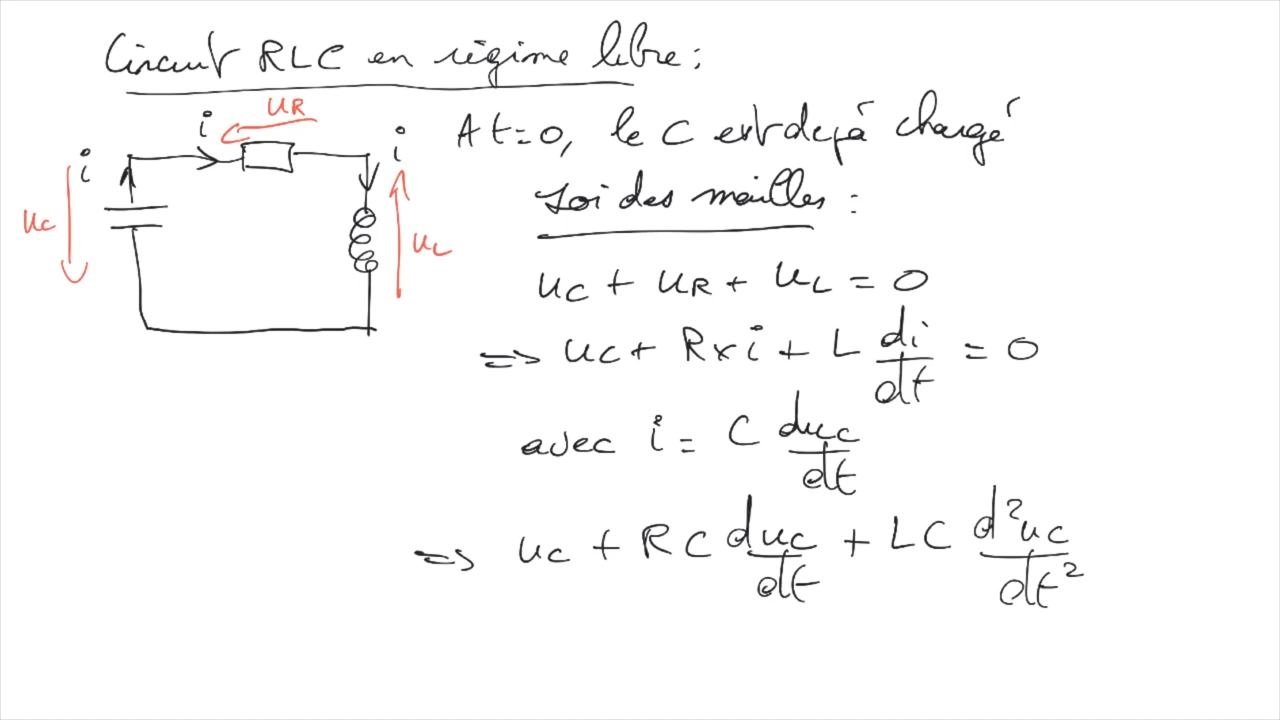 Circuit RLC en régime libre :
uR
i
i
i
uc
uL
A t=0, le C est dejà chargé
Loi des mailles :
uc + uR + uL = 0
=> uc + R x i + L di/dt = 0
avec i = C duc/dt
=> uc + RC duc/dt + LC d²uc/dt²